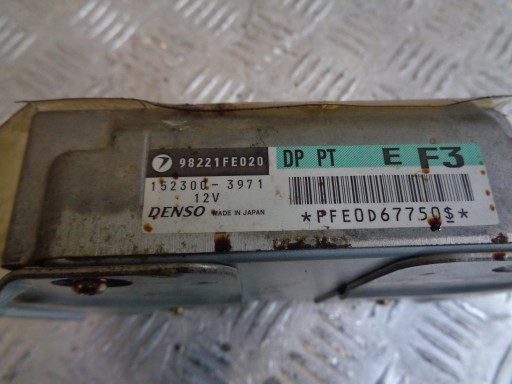 98221FE020 DP PT E F3
152300-3971
12V
DENSO MADE IN JAPAN
*PFE0D67750$*